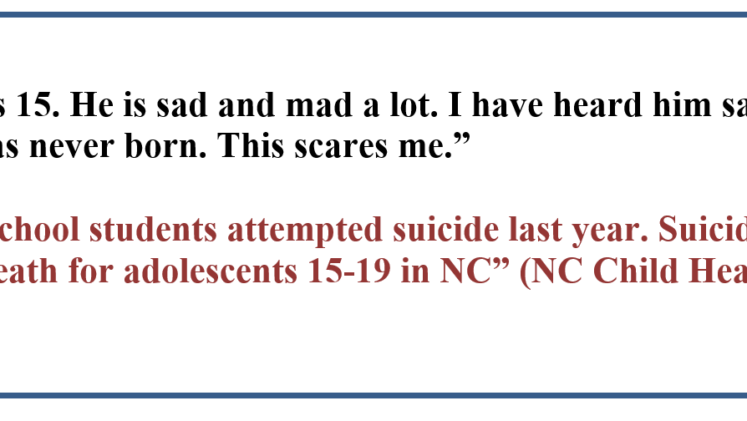 s 15. He is sad and mad a lot. I have heard him sa
as never born. This scares me.”
chool students attempted suicide last year. Suicid
eath for adolescents 15-19 in NC” (NC Child Hea